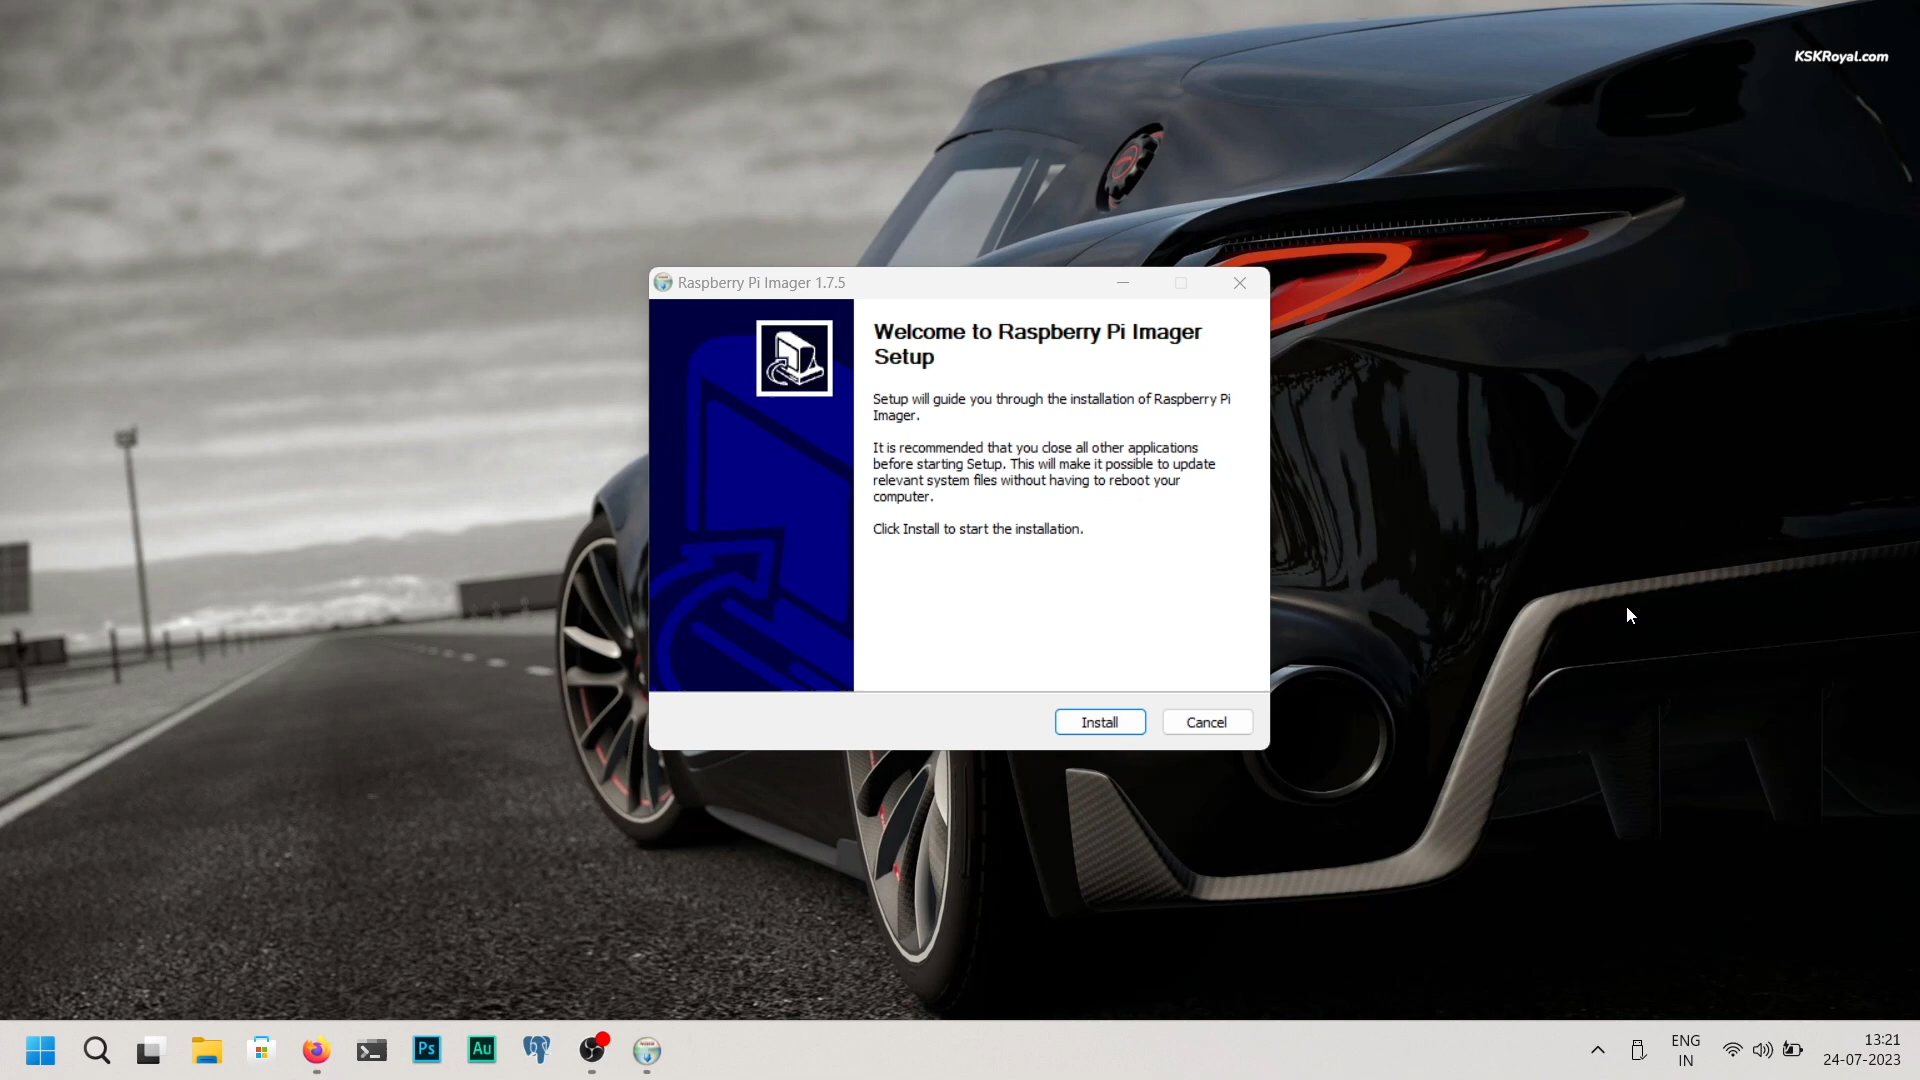 KSKRoyal.com
Raspberry Pi Imager 1.7.5
Welcome to Raspberry Pi Imager
Setup
Setup will guide you through the installation of Raspberry Pi
Imager.
It is recommended that you close all other applications
before starting Setup. This will make it possible to update
relevant system files without having to reboot your
computer.
Click Install to start the installation.
Install
Cancel
Ps
Au
ENG
IN
13:21
24-07-2023